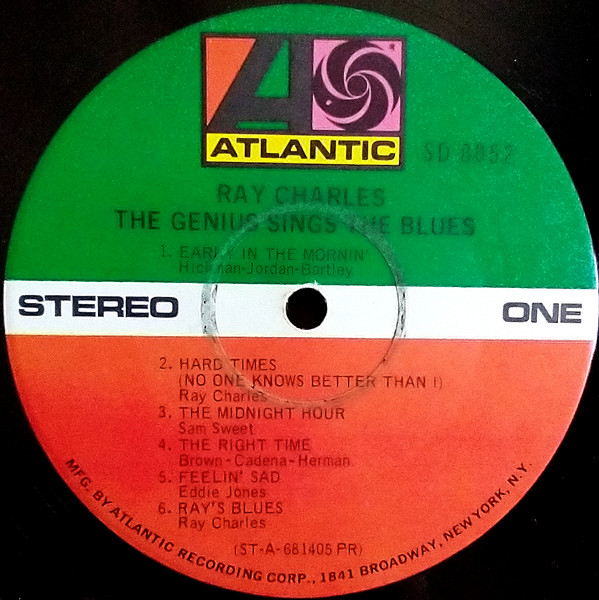 ATLANTIC
SD 8052
RAY CHARLES
THE GENIUS SINGS THE BLUES
1. EARLY IN THE MORNIN'
Hickman-Jordan-Bartley
STEREO
ONE
2. HARD TIMES
(NO ONE KNOWS BETTER THAN I)
Ray Charles
3. THE MIDNIGHT HOUR
Sam Sweet
4. THE RIGHT TIME
Brown-Cadena-Herman
5. FEELIN' SAD
Eddie Jones
6. RAY'S BLUES
Ray Charles
(ST-A-681405 PR)
MFG. BY ATLANTIC RECORDING CORP., 1841 BROADWAY, NEW YORK, N.Y.